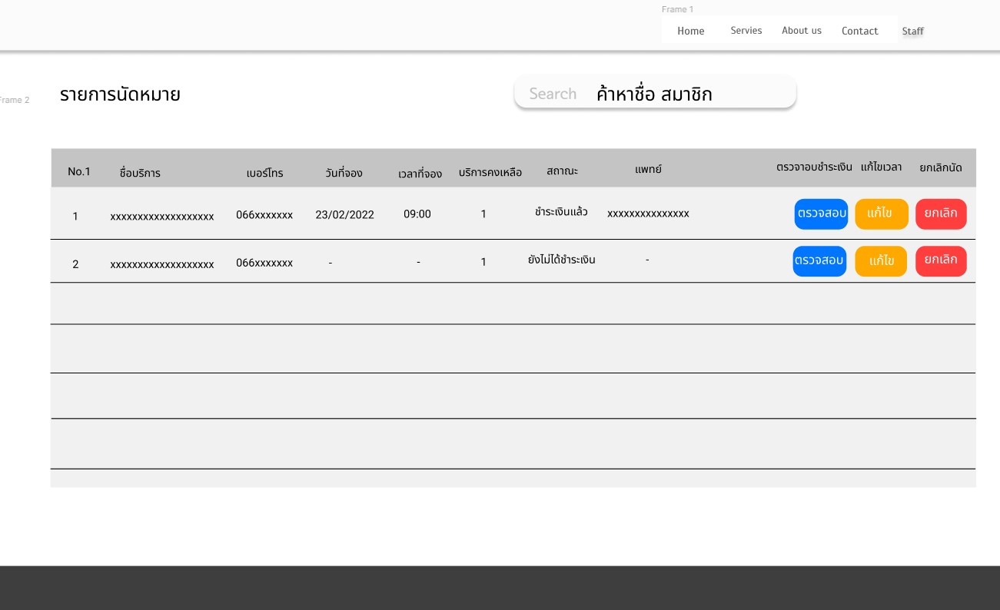 Frame 1
Home Servies About us Contact Staff
Frame 2
รายการนัดหมาย
Search ค้าหาชื่อ สมาชิก
No.1 ชื่อบริการ เบอร์โทร วันที่จอง เวลาที่จอง บริการคงเหลือ สถาณะ แพทย์ ตรวจาอบชำระเงิน แก้ไขเวลา ยกเลิกนัด
1 xxxxxxxxxxxxxxxxxxx 066xxxxxxx 23/02/2022 09:00 1 ชำระเงินแล้ว xxxxxxxxxxxxxxx ตรวจสอบ แก้ไข ยกเลิก
2 xxxxxxxxxxxxxxxxxxx 066xxxxxxx - - 1 ยังไม่ได้ชำระเงิน - ตรวจสอบ แก้ไข ยกเลิก